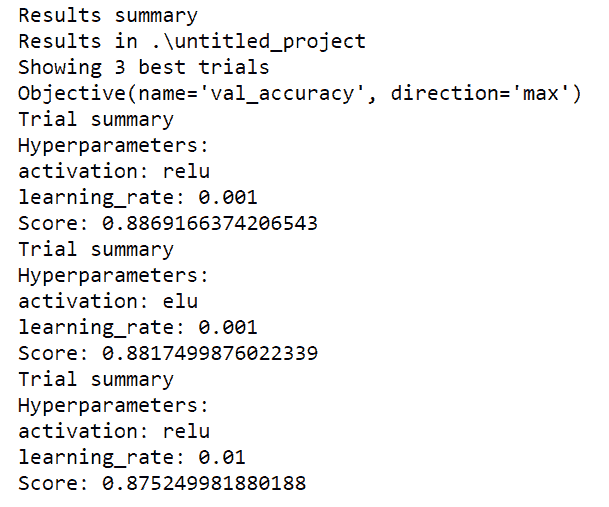 Results summary
Results in .\untitled_project
Showing 3 best trials
Objective(name='val_accuracy', direction='max')
Trial summary
Hyperparameters:
activation: relu
learning_rate: 0.001
Score: 0.8869166374206543
Trial summary
Hyperparameters:
activation: elu
learning_rate: 0.001
Score: 0.8817499876022339
Trial summary
Hyperparameters:
activation: relu
learning_rate: 0.01
Score: 0.875249981880188